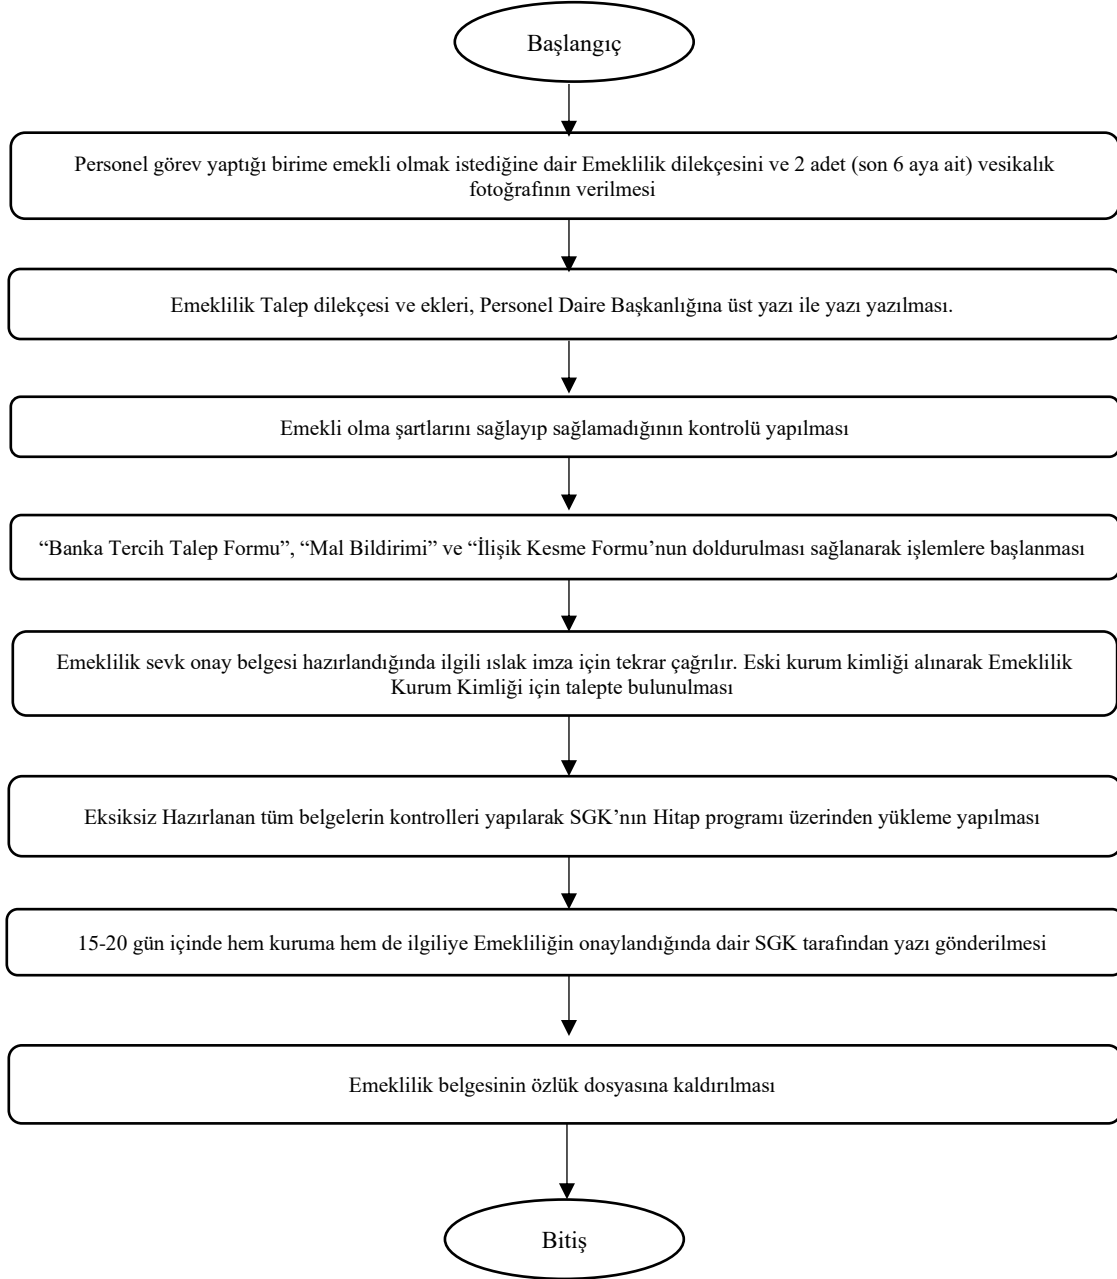 Başlangıç
Personel görev yaptığı birime emekli olmak istediğine dair Emeklilik dilekçesini ve 2 adet (son 6 aya ait) vesikalık
fotoğrafının verilmesi
Emeklilik Talep dilekçesi ve ekleri, Personel Daire Başkanlığına üst yazı ile yazı yazılması.
Emekli olma şartlarını sağlayıp sağlamadığının kontrolü yapılması
“Banka Tercih Talep Formu”, “Mal Bildirimi” ve “İlişik Kesme Formu’nun doldurulması sağlanarak işlemlere başlanması
Emeklilik sevk onay belgesi hazırlandığında ilgili ıslak imza için tekrar çağrılır. Eski kurum kimliği alınarak Emeklilik
Kurum Kimliği için talepte bulunulması
Eksiksiz Hazırlanan tüm belgelerin kontrolleri yapılarak SGK’nın Hitap programı üzerinden yükleme yapılması
15-20 gün içinde hem kuruma hem de ilgiliye Emekliliğin onaylandığında dair SGK tarafından yazı gönderilmesi
Emeklilik belgesinin özlük dosyasına kaldırılması
Bitiş